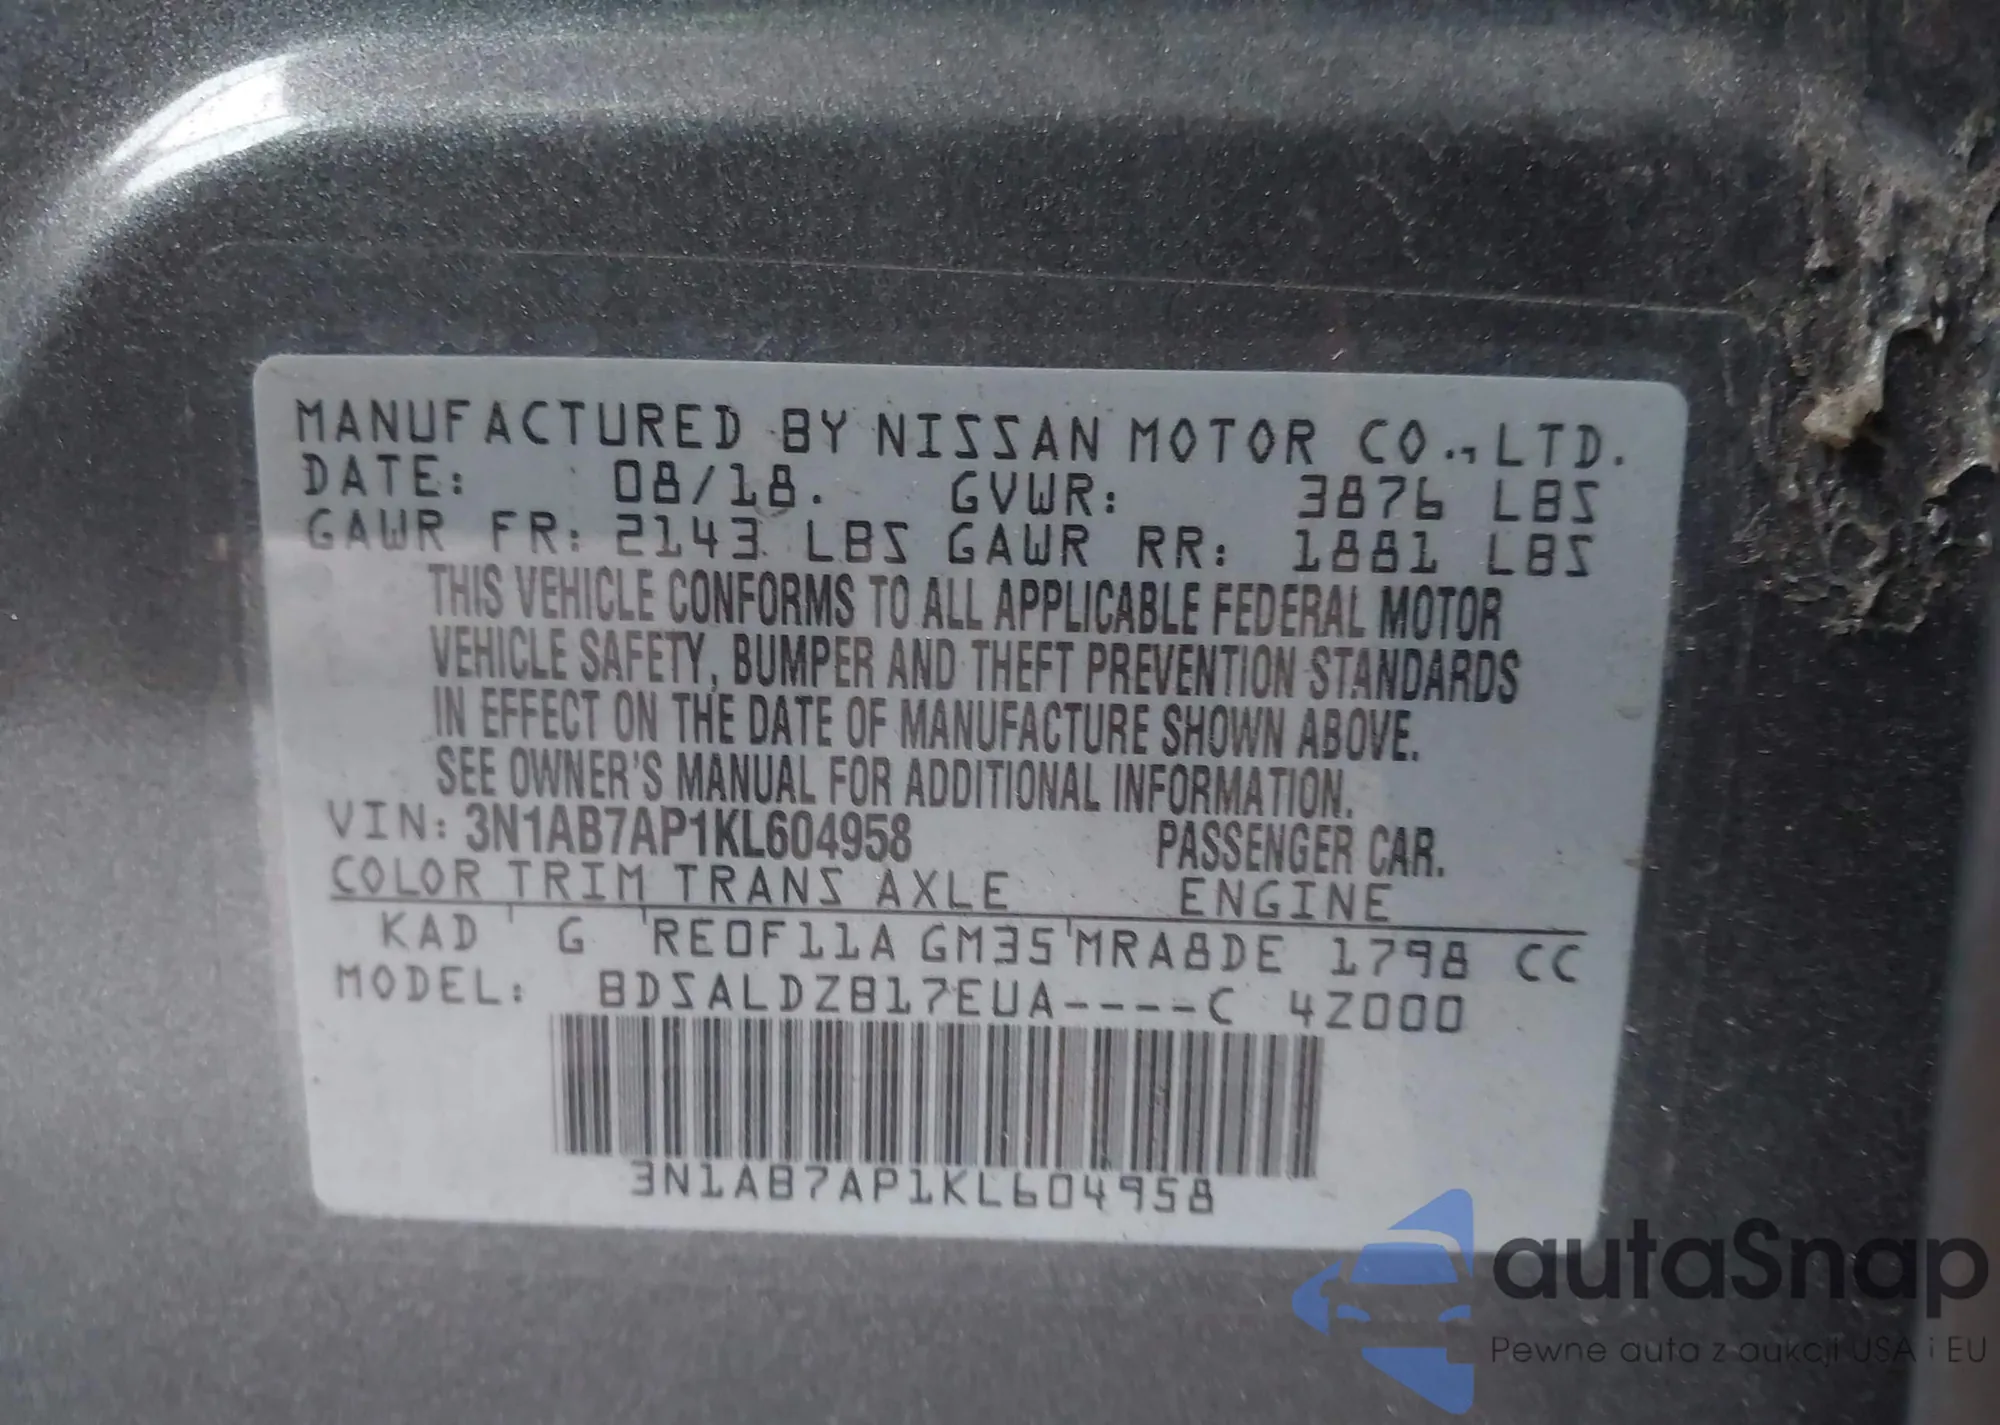 MANUFACTURED BY NISSAN MOTOR CO., LTD.
DATE: 08/18. GVWR: 3876 LBS
GAWR FR: 2143 LBS GAWR RR: 1881 LBS
THIS VEHICLE CONFORMS TO ALL APPLICABLE FEDERAL MOTOR
VEHICLE SAFETY, BUMPER AND THEFT PREVENTION STANDARDS
IN EFFECT ON THE DATE OF MANUFACTURE SHOWN ABOVE.
SEE OWNER'S MANUAL FOR ADDITIONAL INFORMATION.
VIN: 3N1AB7AP1KL604958 PASSENGER CAR.
COLOR TRIM TRANS AXLE ENGINE
KAD G RE0F11A GM35 MRA8DE 1798 CC
MODEL: BDSALDZB17EUA----C 4Z000
3N1AB7AP1KL604958
autaSnap
Pewne auta z aukcji USA i EU